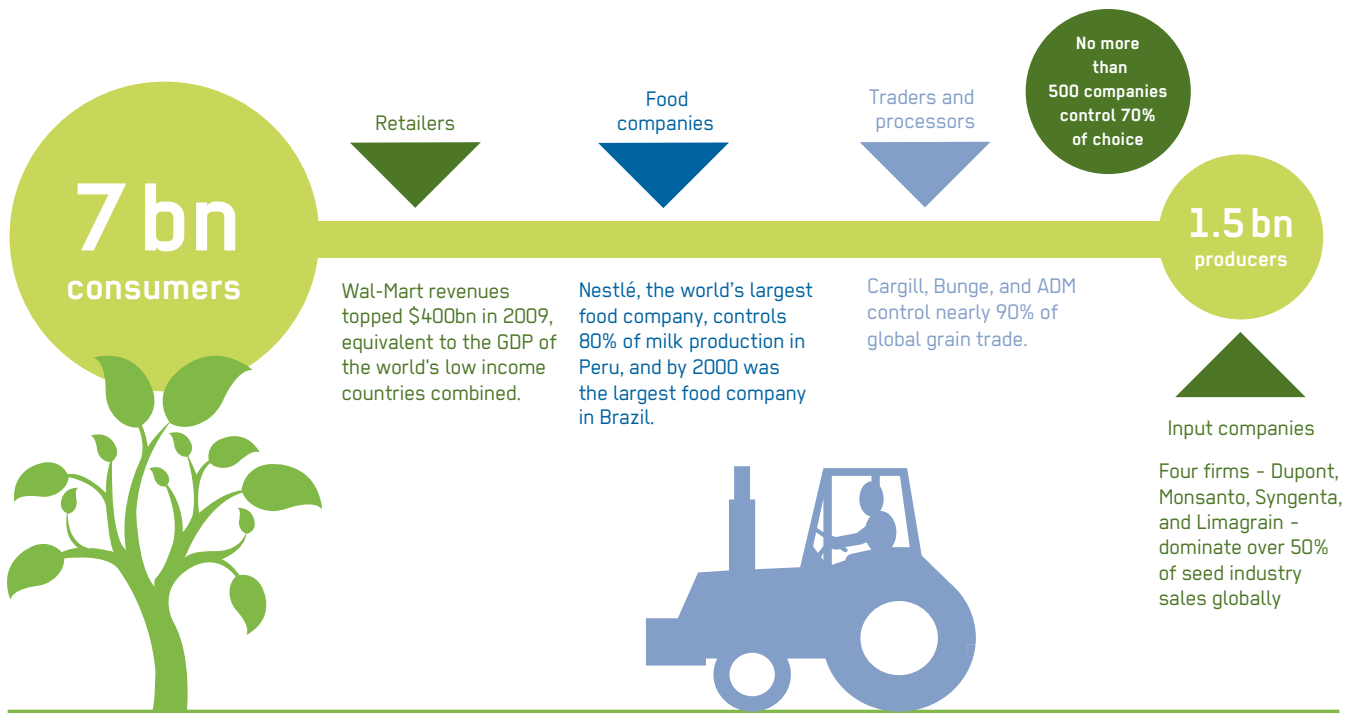 No more
than
500 companies
control 70%
of choice
7 bn
consumers
Retailers
Wal-Mart revenues
topped $400bn in 2009,
equivalent to the GDP of
the world's low income
countries combined.
Food
companies
Nestlé, the world's largest
food company, controls
80% of milk production in
Peru, and by 2000 was
the largest food company
in Brazil.
Traders and
processors
Cargill, Bunge, and ADM
control nearly 90% of
global grain trade.
1.5 bn
producers
Input companies
Four firms - Dupont,
Monsanto, Syngenta,
and Limagrain -
dominate over 50%
of seed industry
sales globally